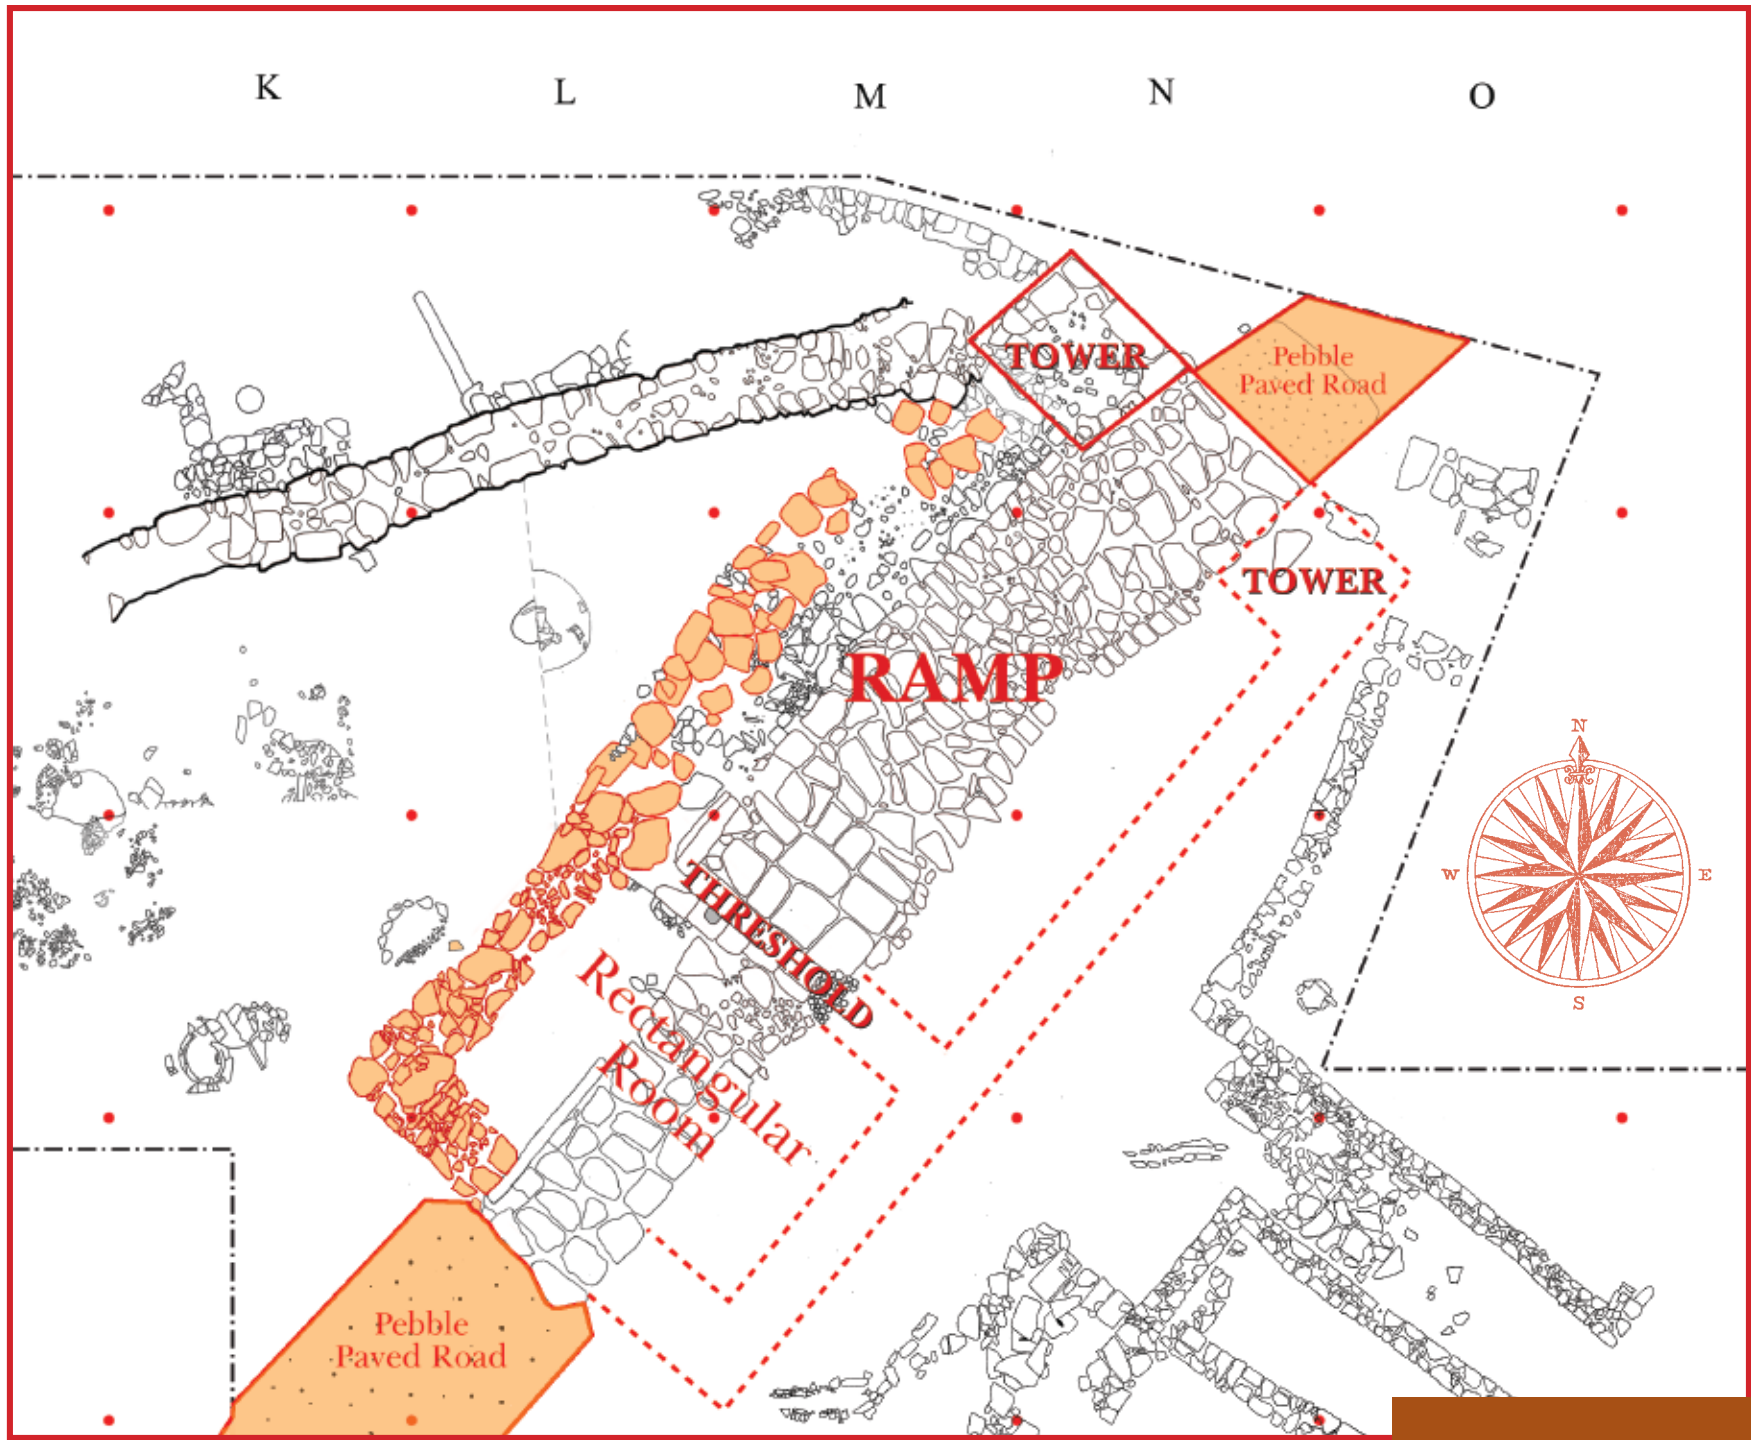 K L M N O
TOWER
Pebble
Paved Road
TOWER
RAMP
N
W E
S
THRESHOLD
Rectangular
Room
Pebble
Paved Road